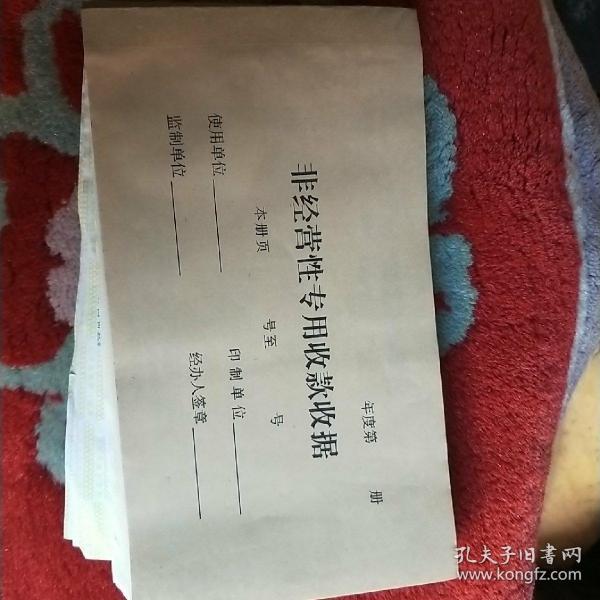 年度第 册
非经营性专用收款收据
本册页 号至 号
使用单位 印制单位
监制单位 经办人签章
孔夫子旧书网
www.kongfz.com